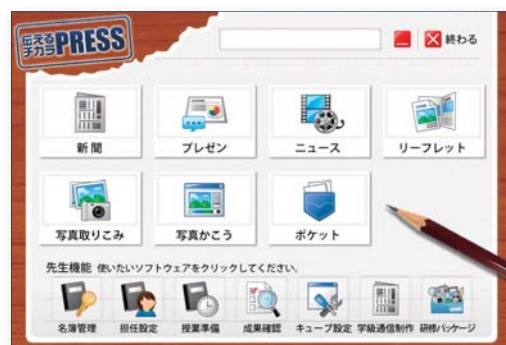 伝える
チカラ PRESS
終わる
新聞
プレゼン
ニュース
リーフレット
写真取りこみ
写真かこう
ポケット
先生機能 使いたいソフトウェアをクリックしてください。
名簿管理
担任設定
授業準備
成果確認
キューブ設定
学級通信制作
研修パッケージ